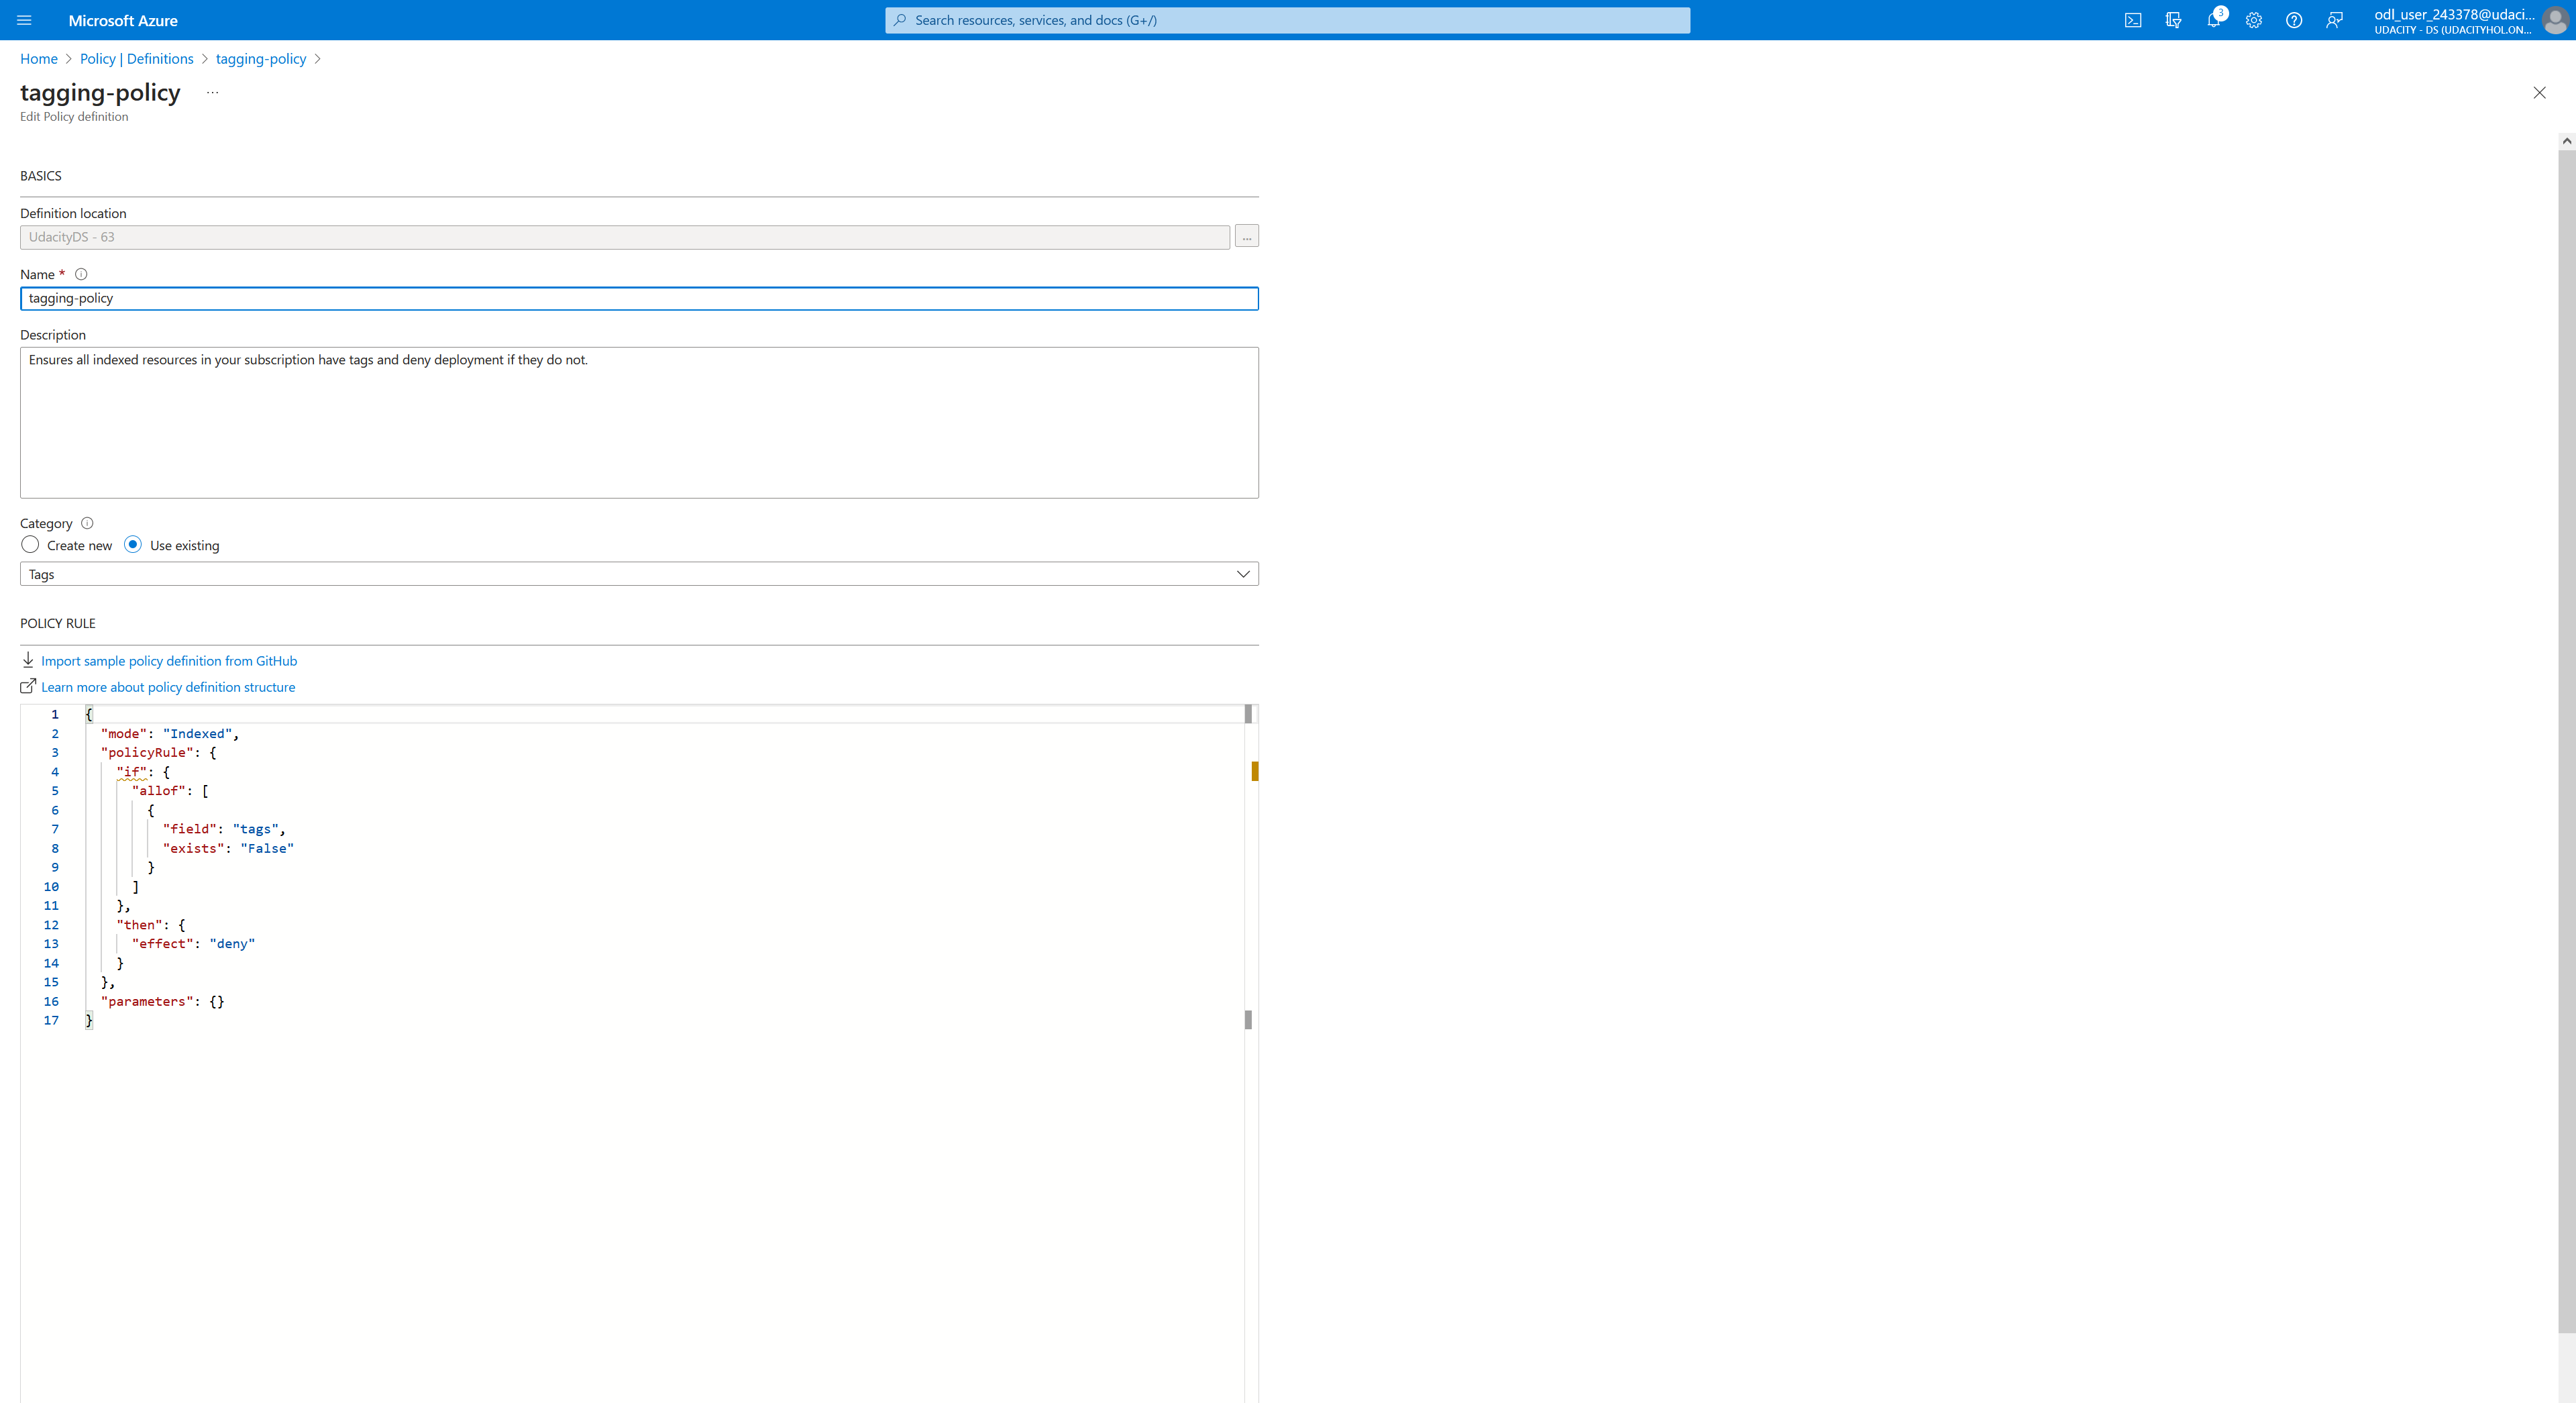 Microsoft Azure
Search resources, services, and docs (G+/)
3
odl_user_243378@udaci...
UDACITY - DS (UDACITYHOL.ON...
Home > Policy | Definitions > tagging-policy >
tagging-policy ...
Edit Policy definition
BASICS
Definition location
UdacityDS - 63
...
Name *
tagging-policy
Description
Ensures all indexed resources in your subscription have tags and deny deployment if they do not.
Category
Create new Use existing
Tags
POLICY RULE
Import sample policy definition from GitHub
Learn more about policy definition structure
1 {
2 "mode": "Indexed",
3 "policyRule": {
4 "if": {
5 "allof": [
6 {
7 "field": "tags",
8 "exists": "False"
9 }
10 ]
11 },
12 "then": {
13 "effect": "deny"
14 }
15 },
16 "parameters": {}
17 }